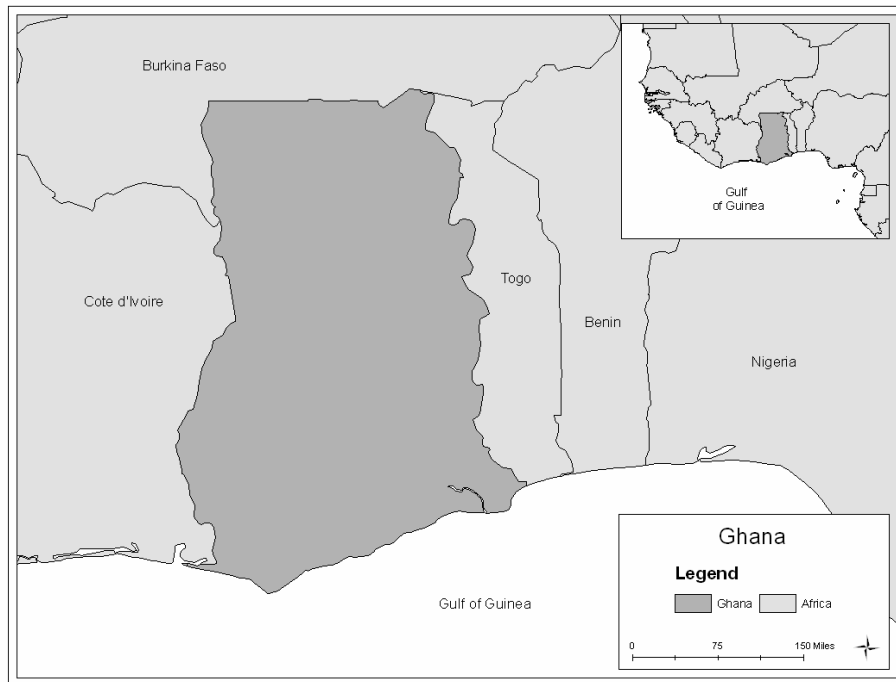 Burkina Faso
Gulf
of Guinea
Togo
Cote d'Ivoire
Benin
Nigeria
Gulf of Guinea
Ghana
Legend
Ghana
Africa
0 75 150 Miles